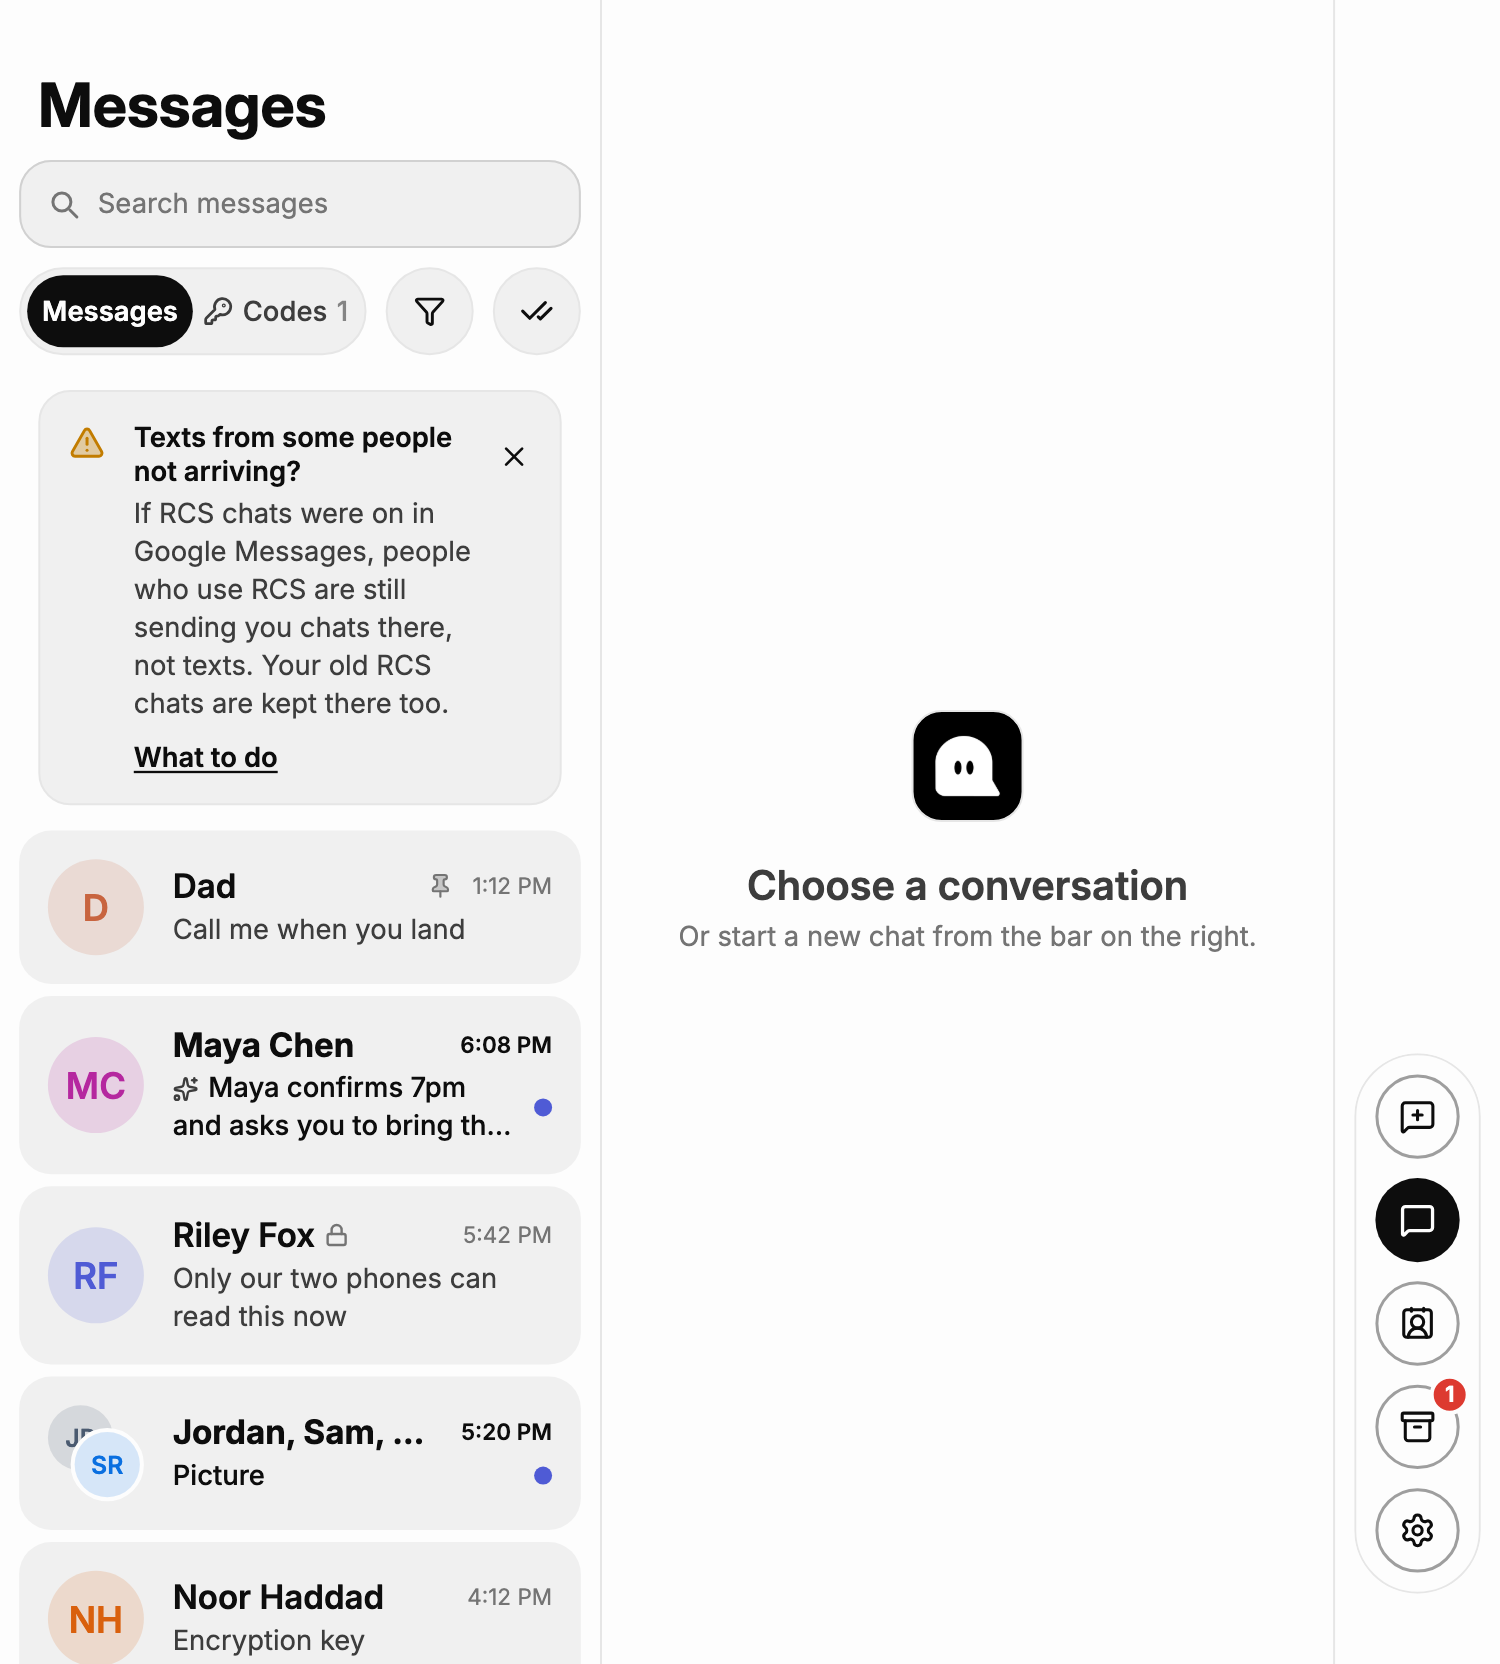 Messages
Search messages
Messages
Codes 1
Texts from some people
not arriving?
If RCS chats were on in
Google Messages, people
who use RCS are still
sending you chats there,
not texts. Your old RCS
chats are kept there too.
What to do
D
Dad
1:12 PM
Call me when you land
MC
Maya Chen
6:08 PM
Maya confirms 7pm
and asks you to bring th...
RF
Riley Fox
5:42 PM
Only our two phones can
read this now
SR
Jordan, Sam, ...
5:20 PM
Picture
NH
Noor Haddad
4:12 PM
Encryption key
Choose a conversation
Or start a new chat from the bar on the right.
1